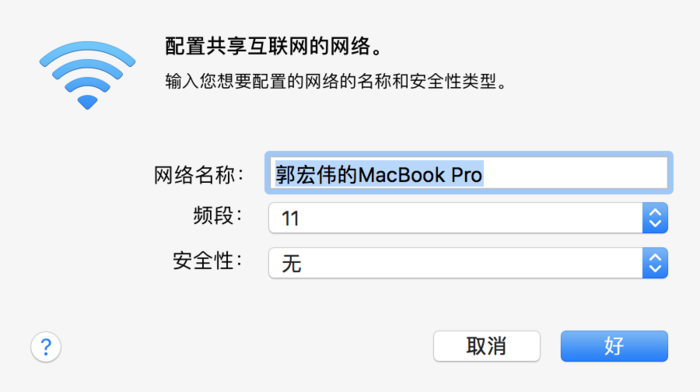 配置共享互联网的网络。
输入您想要配置的网络的名称和安全性类型。
网络名称： 郭宏伟的MacBook Pro
频段： 11
安全性： 无
? 取消 好